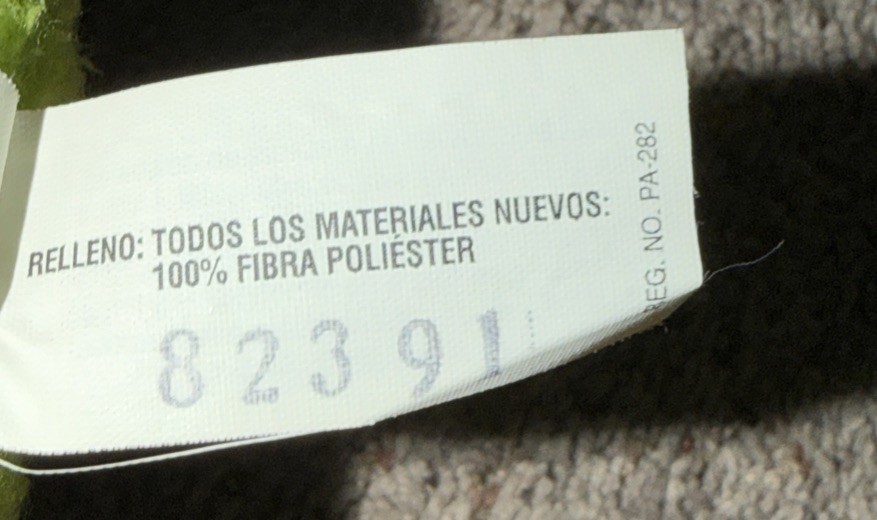 RELLENO: TODOS LOS MATERIALES NUEVOS:
100% FIBRA POLIÉSTER
82391
REG. NO. PA-282